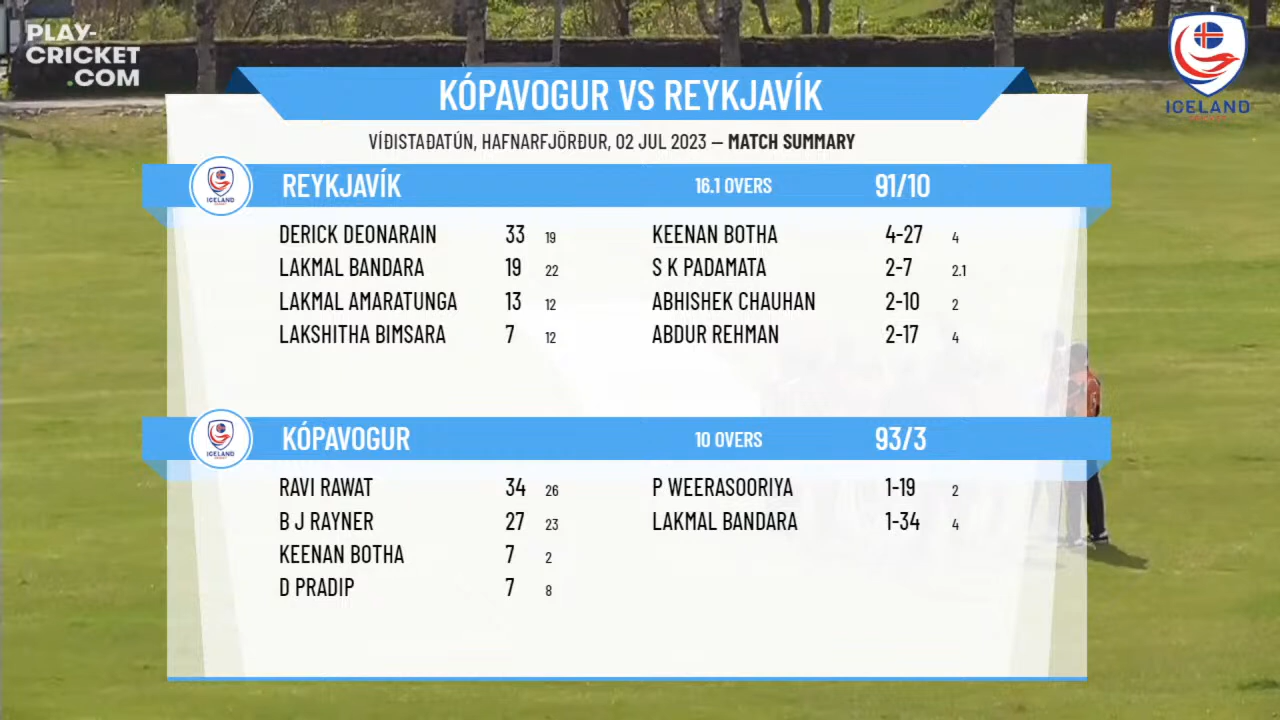 PLAY-
CRICKET
.COM
ICELAND
KÓPAVOGUR VS REYKJAVÍK
VÍÐISTAÐATÚN, HAFNARFJÖRÐUR, 02 JUL 2023 – MATCH SUMMARY
ICELAND
REYKJAVÍK 16.1 OVERS 91/10
DERICK DEONARAIN 33 19 KEENAN BOTHA 4-27 4
LAKMAL BANDARA 19 22 S K PADAMATA 2-7 2.1
LAKMAL AMARATUNGA 13 12 ABHISHEK CHAUHAN 2-10 2
LAKSHITHA BIMSARA 7 12 ABDUR REHMAN 2-17 4
ICELAND
KÓPAVOGUR 10 OVERS 93/3
RAVI RAWAT 34 26 P WEERASOORIYA 1-19 2
B J RAYNER 27 23 LAKMAL BANDARA 1-34 4
KEENAN BOTHA 7 2
D PRADIP 7 8